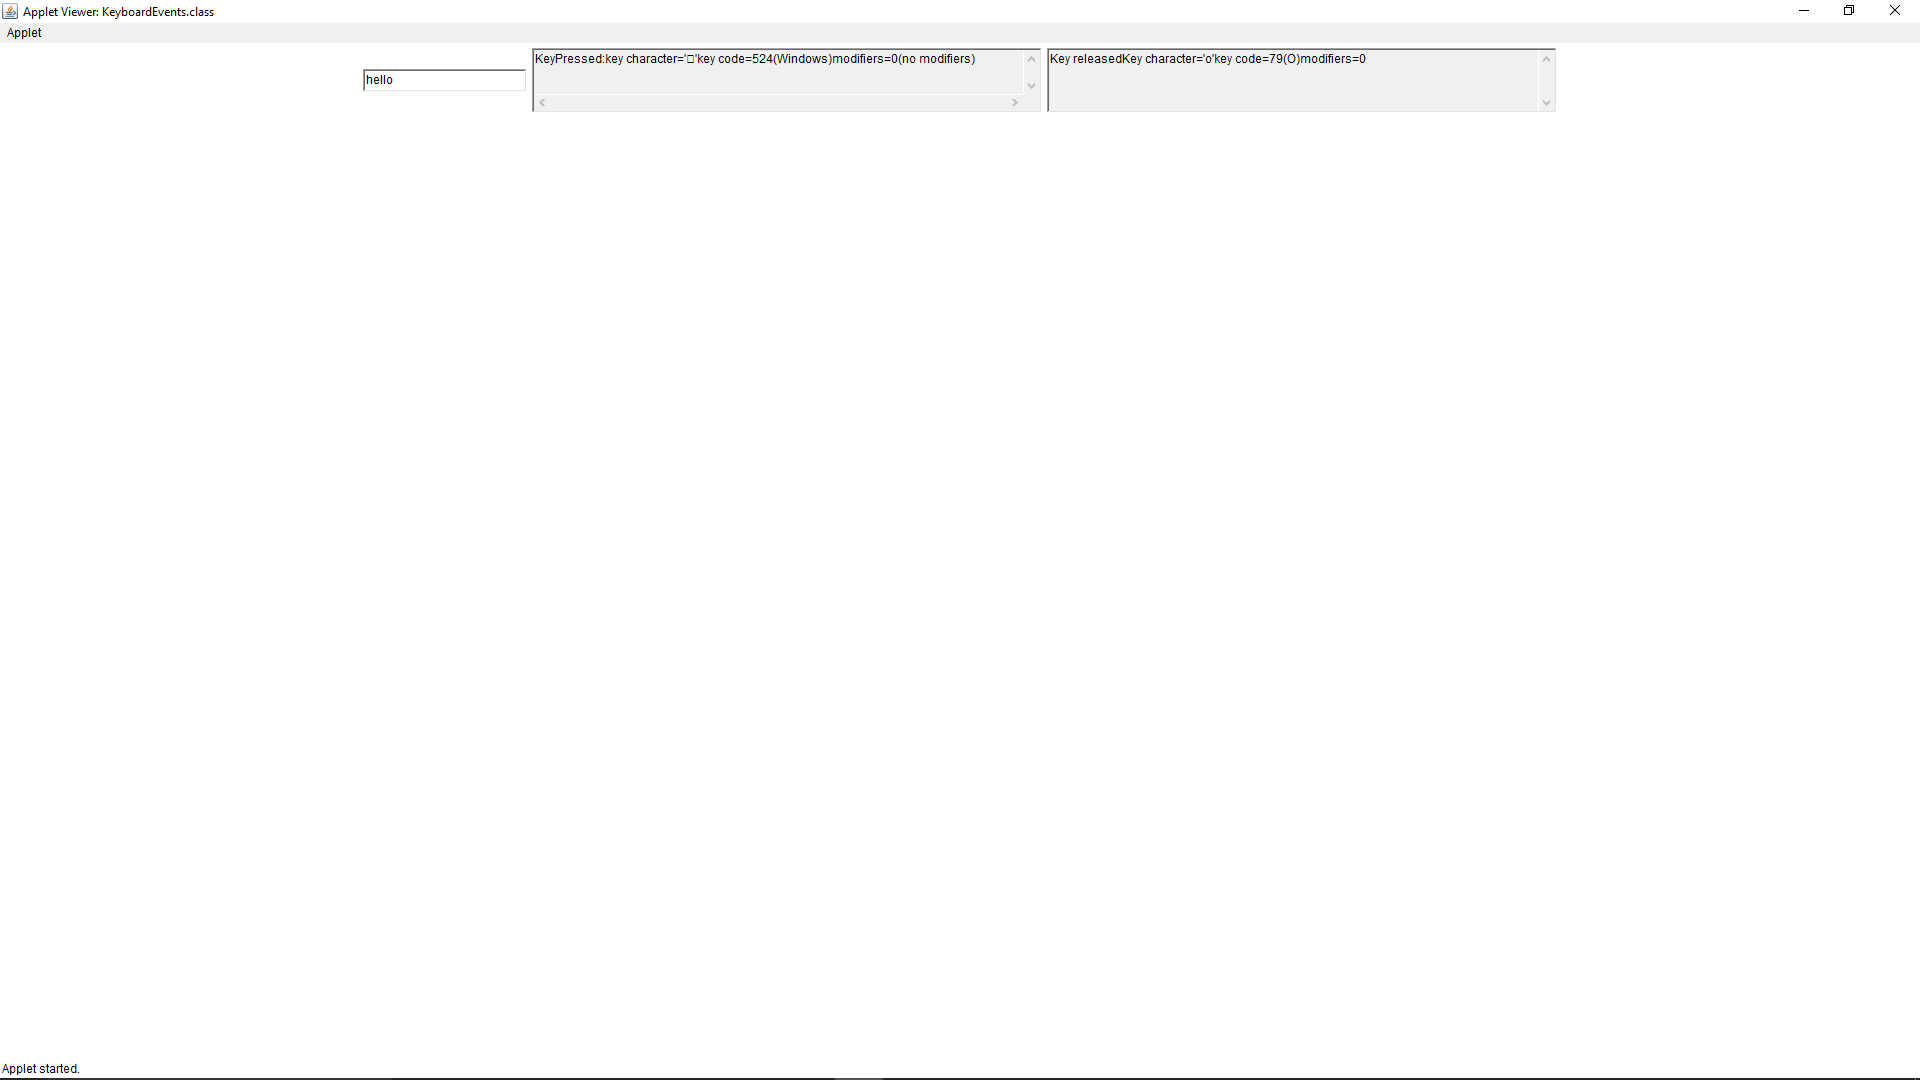 Applet Viewer: KeyboardEvents.class
Applet
hello
KeyPressed:key character='□'key code=524(Windows)modifiers=0(no modifiers)
Key releasedKey character='o'key code=79(O)modifiers=0
Applet started.